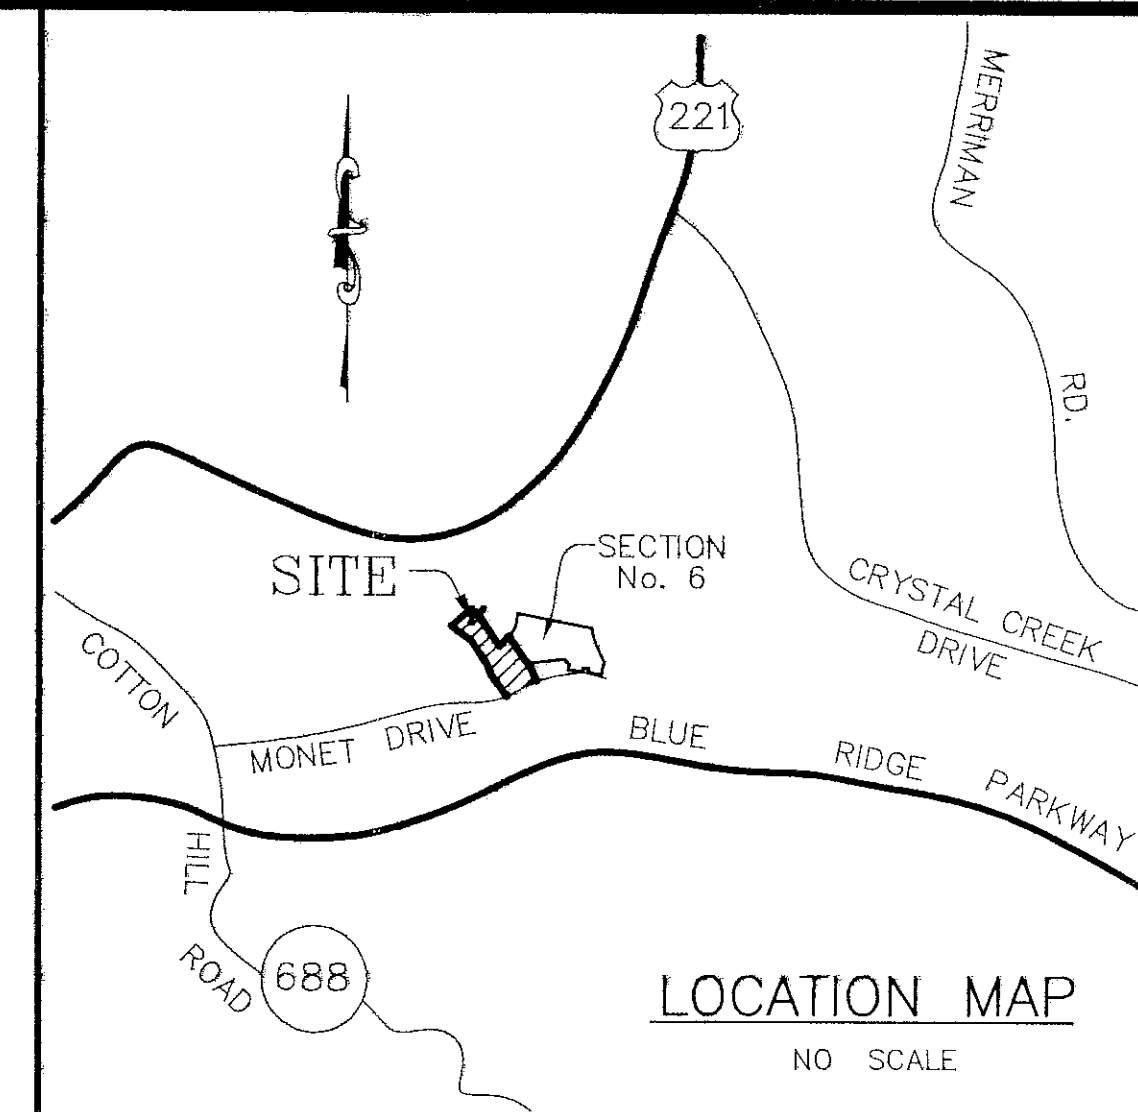 221
MERRIMAN
RD.
SITE
SECTION
No. 6
CRYSTAL CREEK
DRIVE
COTTON
HILL
ROAD
MONET DRIVE
BLUE RIDGE PARKWAY
688
LOCATION MAP
NO SCALE